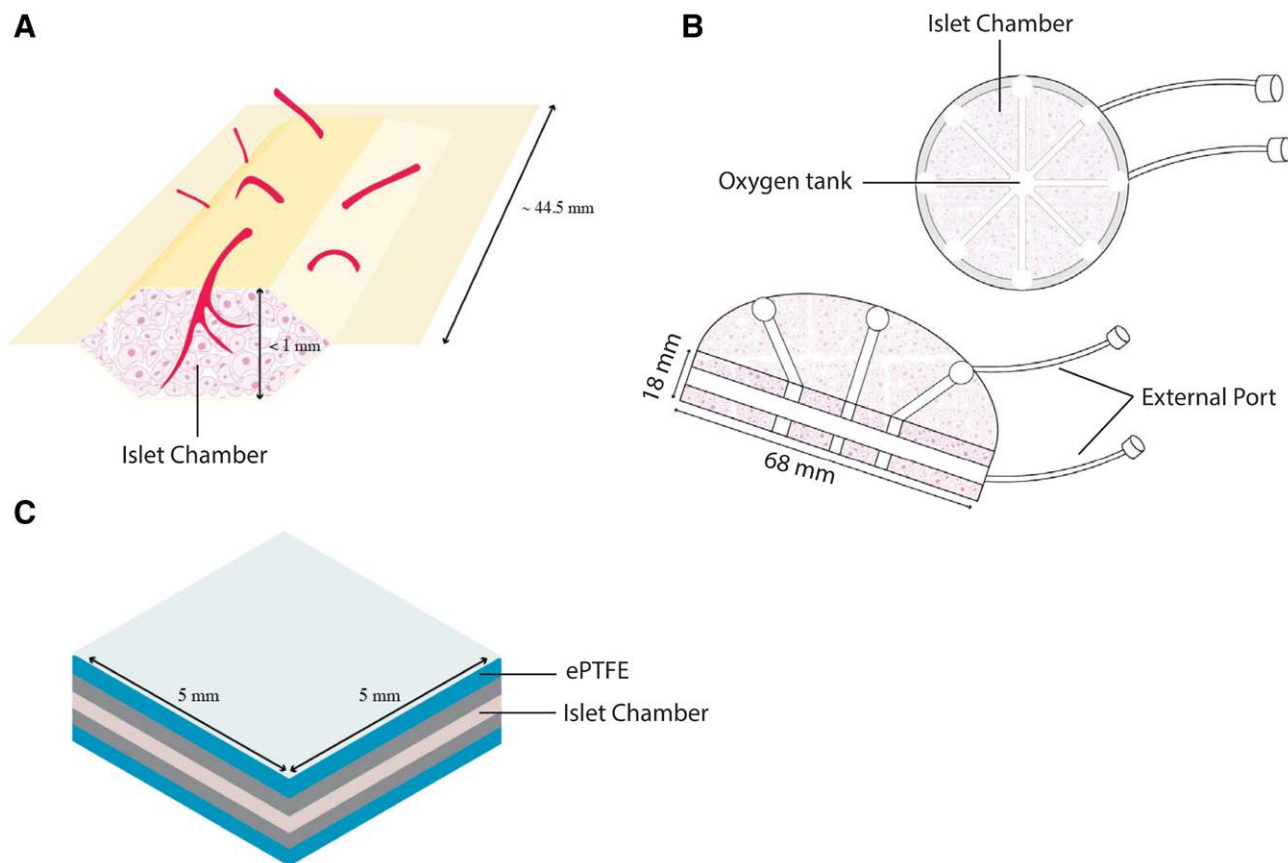 A
~ 44.5 mm
< 1 mm
Islet Chamber
B
Islet Chamber
Oxygen tank
18 mm
68 mm
External Port
C
5 mm
5 mm
ePTFE
Islet Chamber